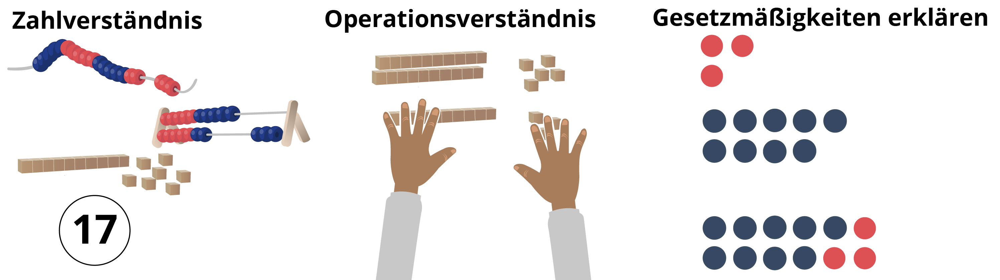 Zahlverständnis
Operationsverständnis
Gesetzmäßigkeiten erklären
17